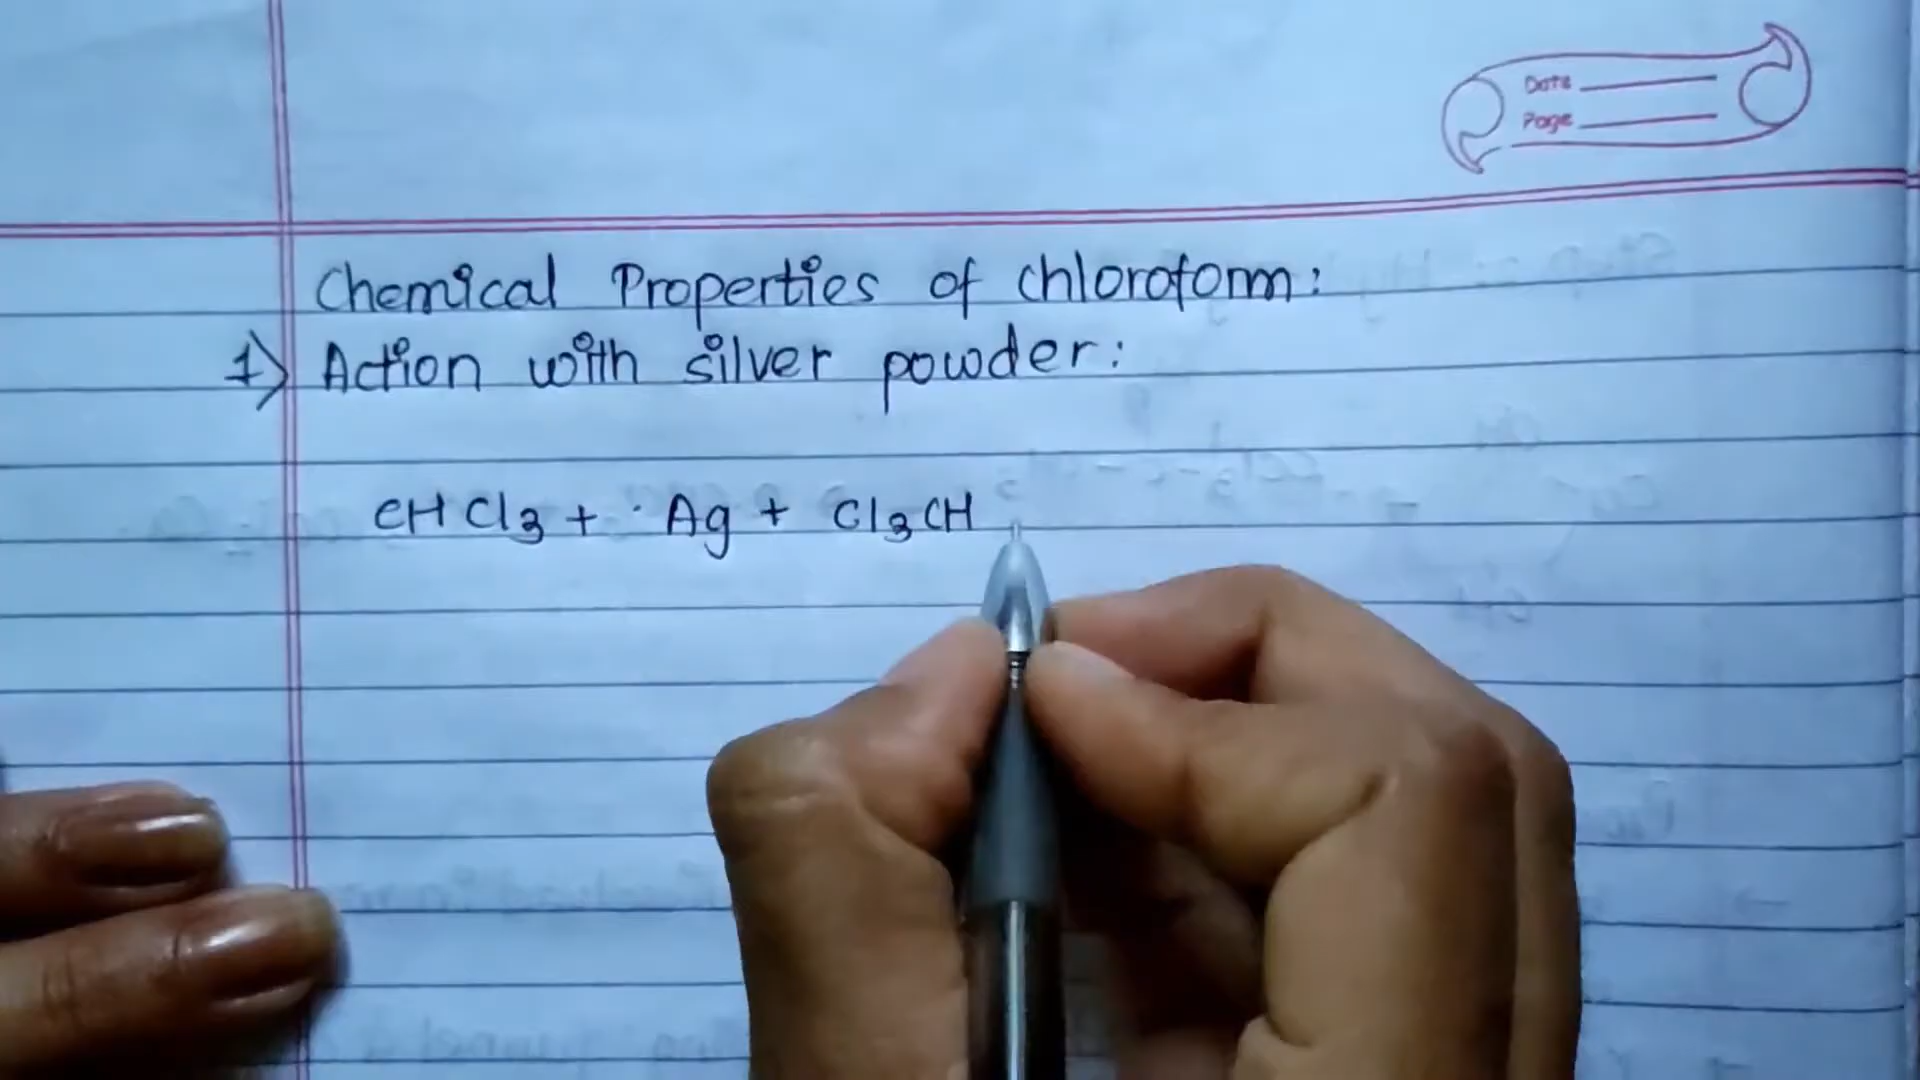 Date
Page
Chemical Properties of chloroform:
1) Action with silver powder:
CHCl₃ + Ag + Cl₃CH